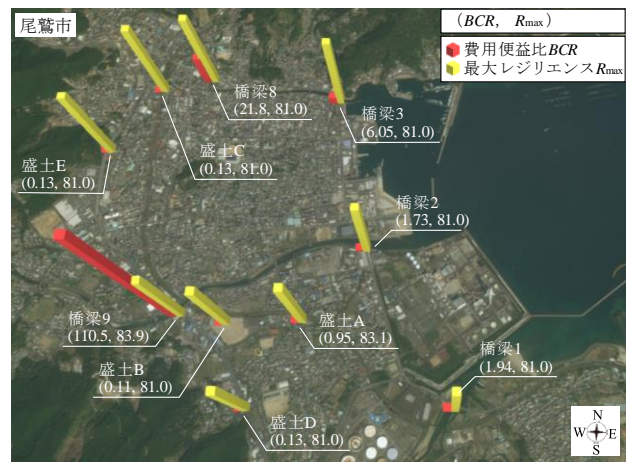 尾鷲市
(BCR, Rmax)
費用便益比BCR
最大レジリエンスRmax
橋梁8
(21.8, 81.0)
橋梁3
(6.05, 81.0)
盛土C
(0.13, 81.0)
盛土E
(0.13, 81.0)
橋梁2
(1.73, 81.0)
橋梁9
(110.5, 83.9)
盛土A
(0.95, 83.1)
盛土B
(0.11, 81.0)
橋梁1
(1.94, 81.0)
盛土D
(0.13, 81.0)
N
W E
S